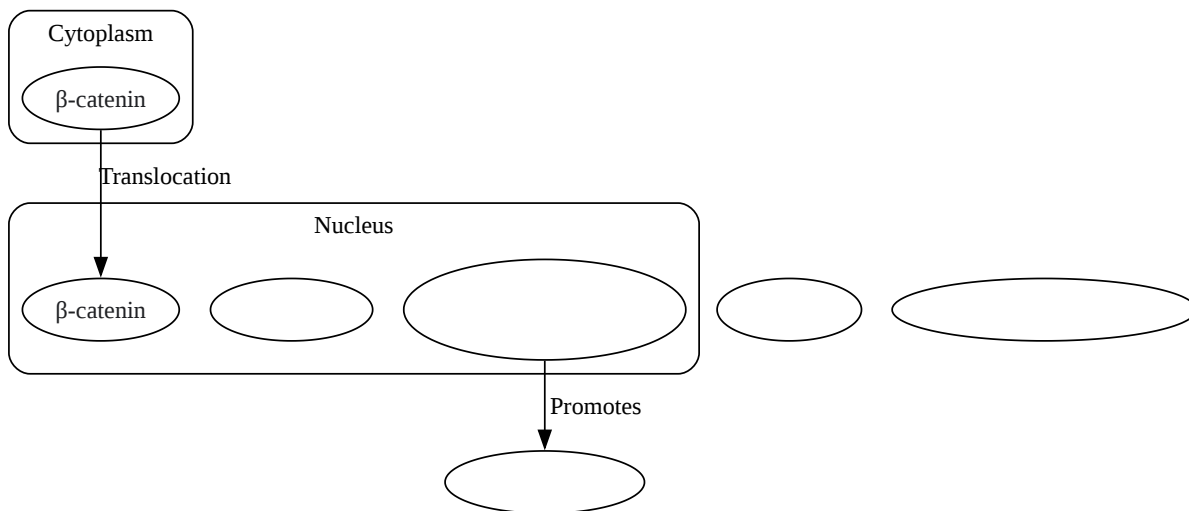 Cytoplasm
β-catenin
Translocation
Nucleus
β-catenin
Promotes